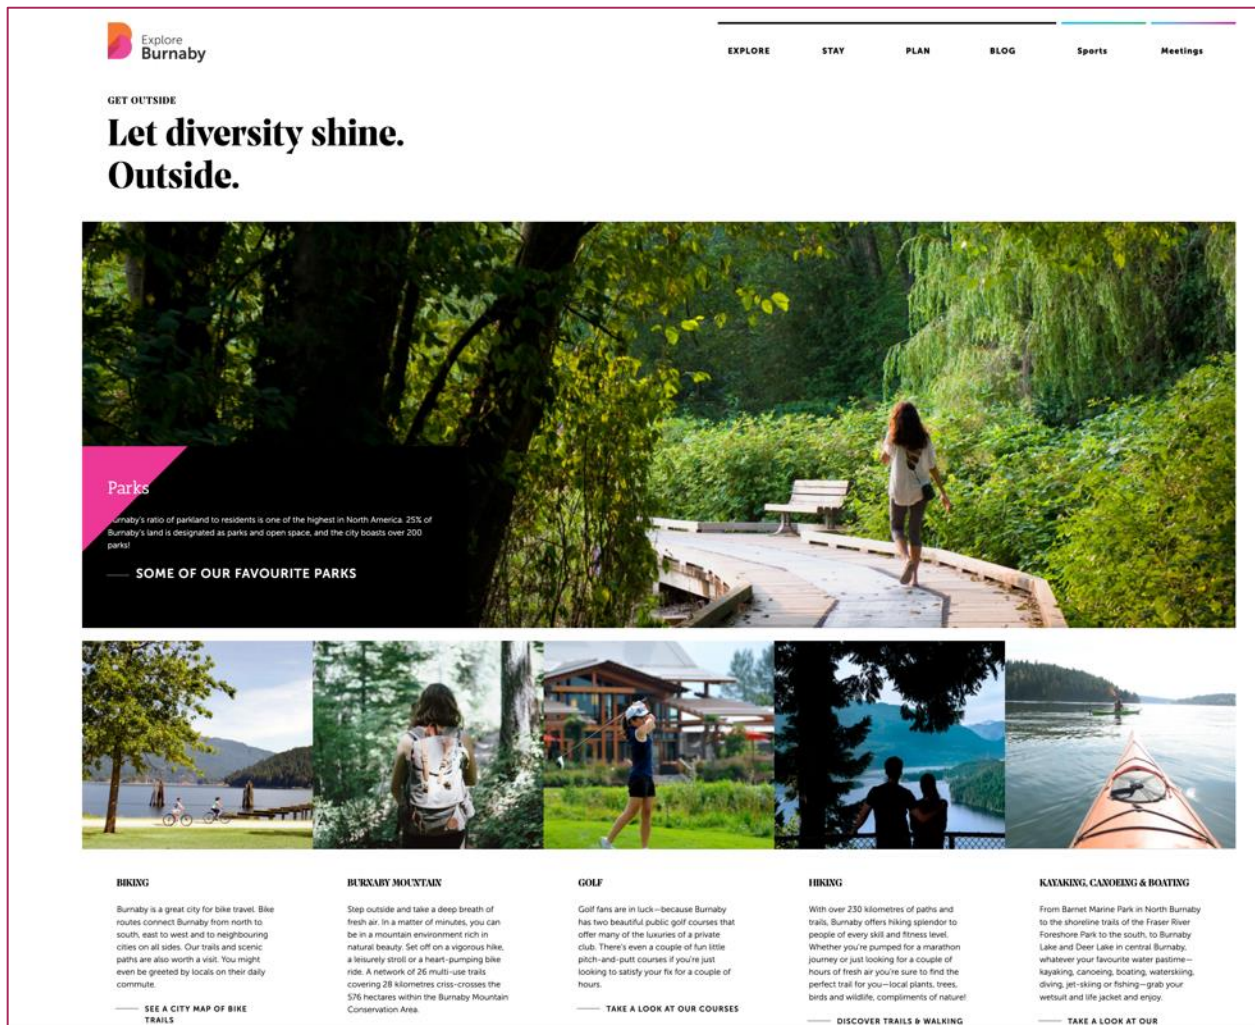 Explore
Burnaby
EXPLORE STAY PLAN BLOG Sports Meetings
GET OUTSIDE
Let diversity shine.
Outside.
Parks
Burnaby's ratio of parkland to residents is one of the highest in North America. 25% of
Burnaby's land is designated as parks and open space, and the city boasts over 200
parks!
SOME OF OUR FAVOURITE PARKS
BIKING
Burnaby is a great city for bike travel. Bike
routes connect Burnaby from north to
south, east to west and to neighbouring
cities on all sides. Our trails and scenic
paths are also worth a visit. You might
even be greeted by locals on their daily
commute.
SEE A CITY MAP OF BIKE
TRAILS
BURNABY MOUNTAIN
Step outside and take a deep breath of
fresh air. In a matter of minutes, you can
be in a mountain environment rich in
natural beauty. Set off on a vigorous hike,
a leisurely stroll or a heart-pumping bike
ride. A network of 26 multi-use trails
covering 28 kilometres criss-crosses the
576 hectares within the Burnaby Mountain
Conservation Area.
GOLF
Golf fans are in luck—because Burnaby
has two beautiful public golf courses that
offer many of the luxuries of a private
club. There's even a couple of fun little
pitch-and-putt courses if you're just
looking to satisfy your fix for a couple of
hours.
TAKE A LOOK AT OUR COURSES
HIKING
With over 230 kilometres of paths and
trails, Burnaby offers hiking splendor to
people of every skill and fitness level.
Whether you're pumped for a marathon
journey or just looking for a couple of
hours of fresh air you're sure to find the
perfect trail for you—local plants, trees,
birds and wildlife, compliments of nature!
DISCOVER TRAILS & WALKING
KAYAKING, CANOEING & BOATING
From Barnet Marine Park in North Burnaby
to the shoreline trails of the Fraser River
Foreshore Park to the south, to Burnaby
Lake and Deer Lake in central Burnaby,
whatever your favourite water pastime—
kayaking, canoeing, boating, waterskiing,
diving, jet-skiing or fishing—grab your
wetsuit and life jacket and enjoy.
TAKE A LOOK AT OUR